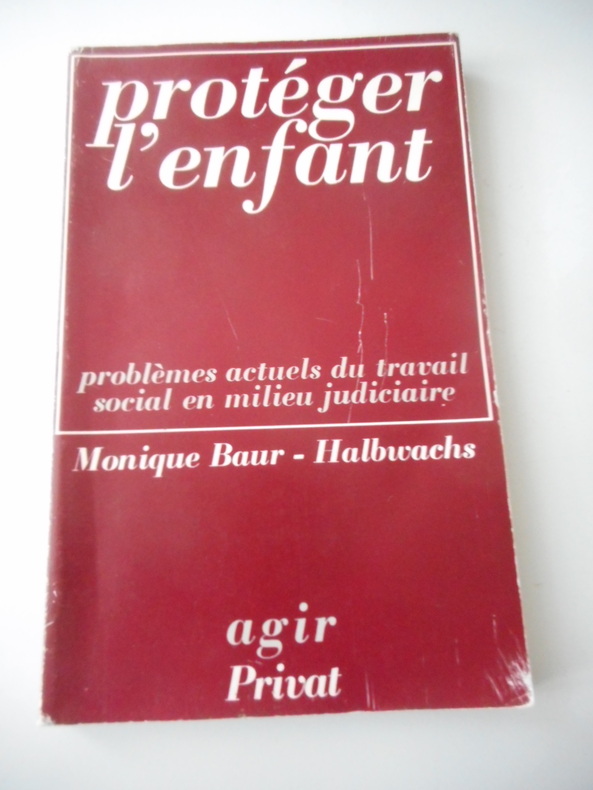 protéger
l'enfant
problèmes actuels du travail
social en milieu judiciaire
Monique Baur - Halbwachs
agir
Privat